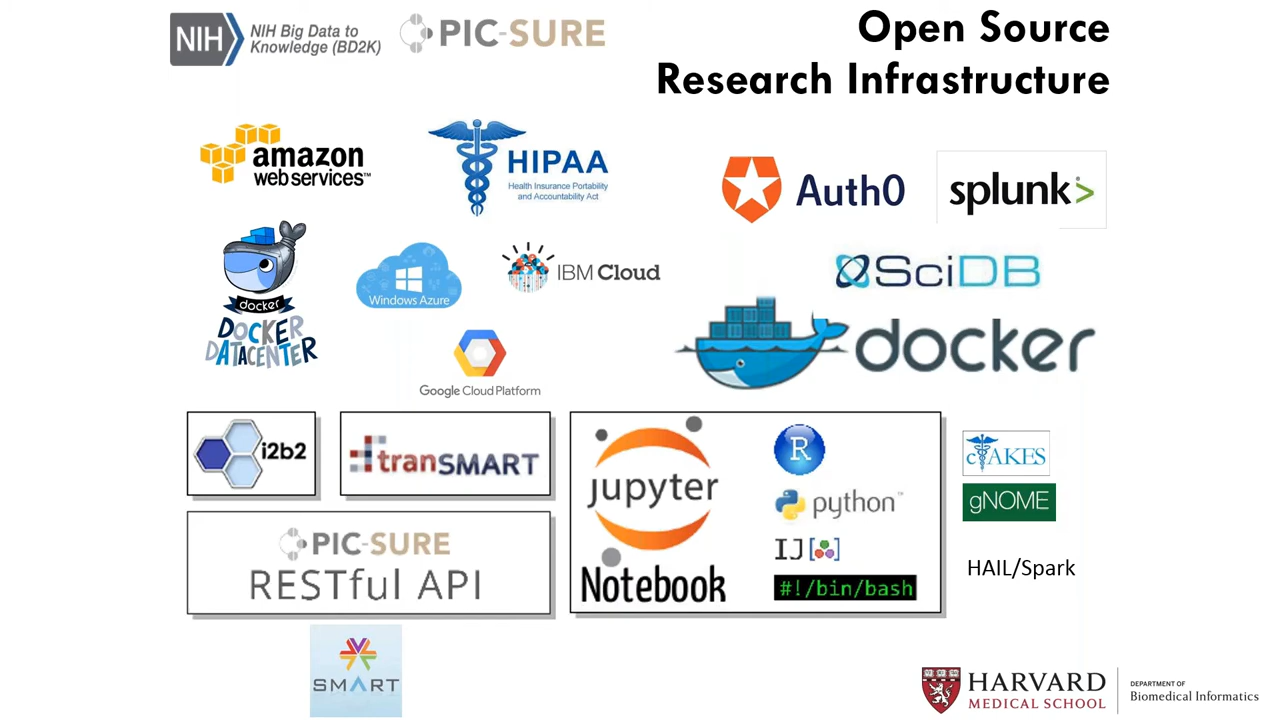 NIH
NIH Big Data to
Knowledge (BD2K)
PIC-SURE
Open Source
Research Infrastructure
amazon
web services™
HIPAA
Health Insurance Portability
and Accountability Act
Auth0
splunk>
docker
DOCKER
DATACENTER
Windows Azure
IBM Cloud
SciDB
docker
Google Cloud Platform
i2b2
tranSMART
PIC-SURE
RESTful API
jupyter
Notebook
R
python™
IJ
#!/bin/bash
cTAKES
gNOME
HAIL/Spark
SMART
HARVARD
MEDICAL SCHOOL
DEPARTMENT OF
Biomedical Informatics